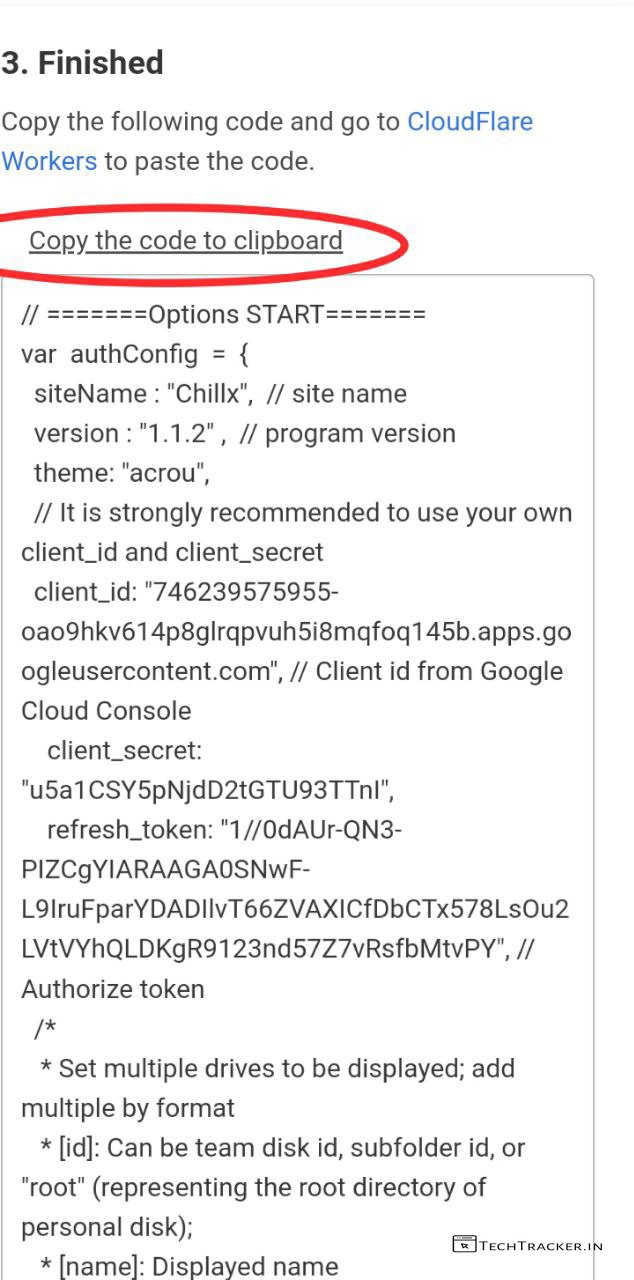 3. Finished
Copy the following code and go to CloudFlare
Workers to paste the code.
Copy the code to clipboard
// =======Options START=======
var authConfig = {
siteName : "Chillx", // site name
version : "1.1.2" , // program version
theme: "acrou",
// It is strongly recommended to use your own
client_id and client_secret
client_id: "746239575955-
oao9hkv614p8glrqpvuh5i8mqfoq145b.apps.go
ogleusercontent.com", // Client id from Google
Cloud Console
client_secret:
"u5a1CSY5pNjdD2tGTU93TTnI",
refresh_token: "1//0dAUr-QN3-
PIZCgYIARAAGA0SNwF-
L9IruFparYDADIlvT66ZVAXICfDbCTx578LsOu2
LVtVYhQLDKgR9123nd57Z7vRsfbMtvPY", //
Authorize token
/*
* Set multiple drives to be displayed; add
multiple by format
* [id]: Can be team disk id, subfolder id, or
"root" (representing the root directory of
personal disk);
* [name]: Displayed name
TECHTRACKER.IN